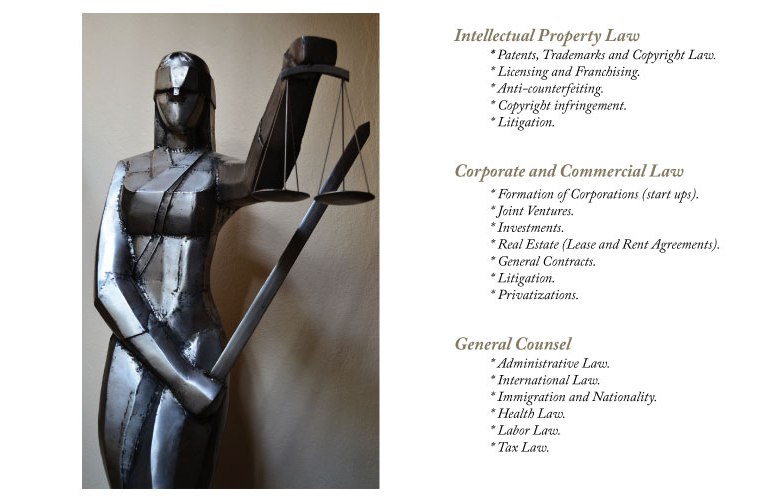 Intellectual Property Law
* Patents, Trademarks and Copyright Law.
* Licensing and Franchising.
* Anti-counterfeiting.
* Copyright infringement.
* Litigation.
Corporate and Commercial Law
* Formation of Corporations (start ups).
* Joint Ventures.
* Investments.
* Real Estate (Lease and Rent Agreements).
* General Contracts.
* Litigation.
* Privatizations.
General Counsel
* Administrative Law.
* International Law.
* Immigration and Nationality.
* Health Law.
* Labor Law.
* Tax Law.